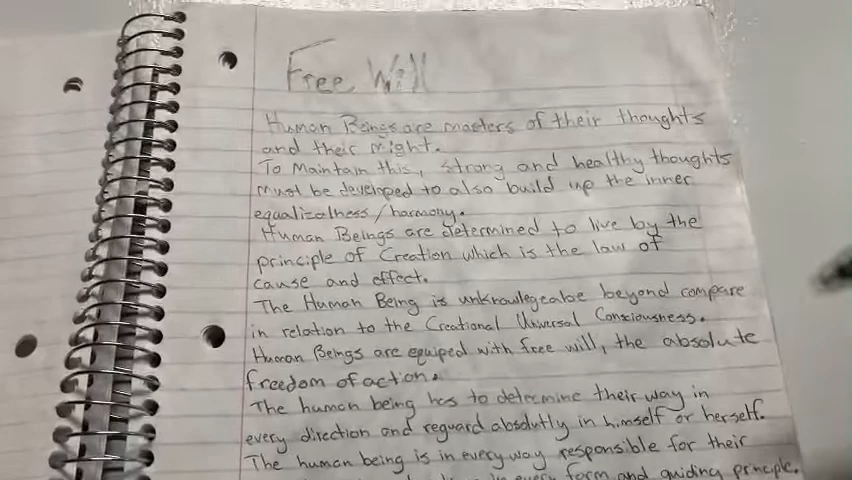 Free Will
Human Beings are masters of their thoughts
and their might.
To Maintain this, strong and healthy thoughts
must be developed to also build up the inner
equalizalness/harmony.
Human Beings are determined to live by the
principle of Creation which is the law of
cause and effect.
The Human Being is unknowlegeable beyond compare
in relation to the Creational Universal Consciousness.
Human Beings are equiped with free will, the absolute
freedom of action.
The human being has to determine their way in
every direction and reguard absolutly in himself or herself.
The human being is in every way responsible for their
every form and guiding principle.